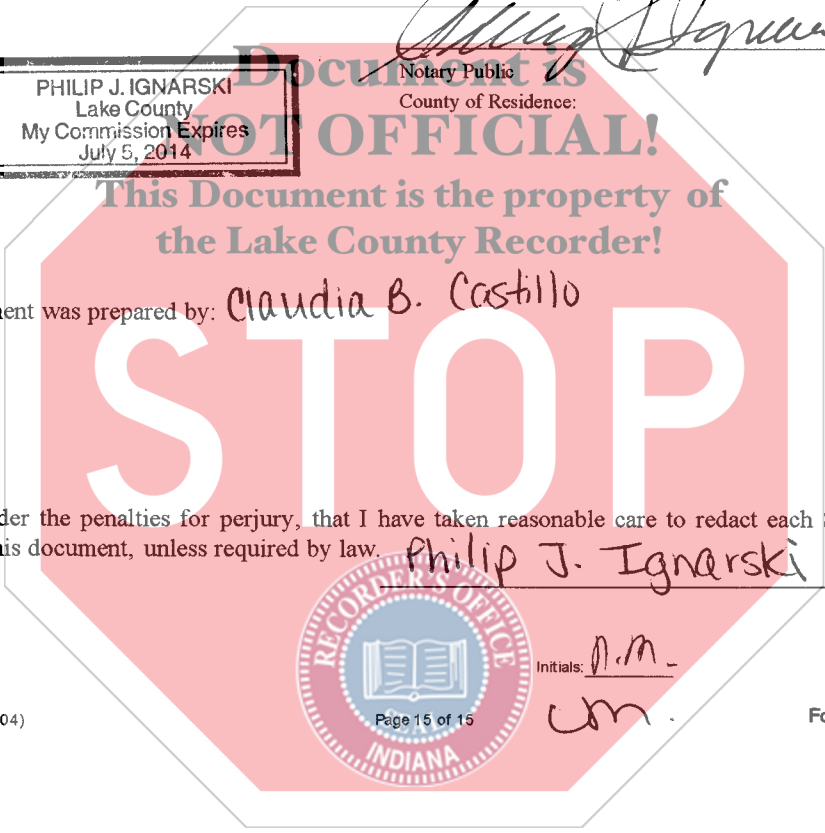 Notary Public
County of Residence:
PHILIP J. IGNARSKI
Lake County
My Commission Expires
July 5, 2014
Document is
NOT OFFICIAL!
This Document is the property of
the Lake County Recorder!
ent was prepared by: Claudia B. Castillo
STOP
der the penalties for perjury, that I have taken reasonable care to redact each
is document, unless required by law. Philip J. Ignarski
RECORDER'S OFFICE
SEAL
INDIANA
Initials: n.m.
cm.
04)
Page 15 of 15
Fo